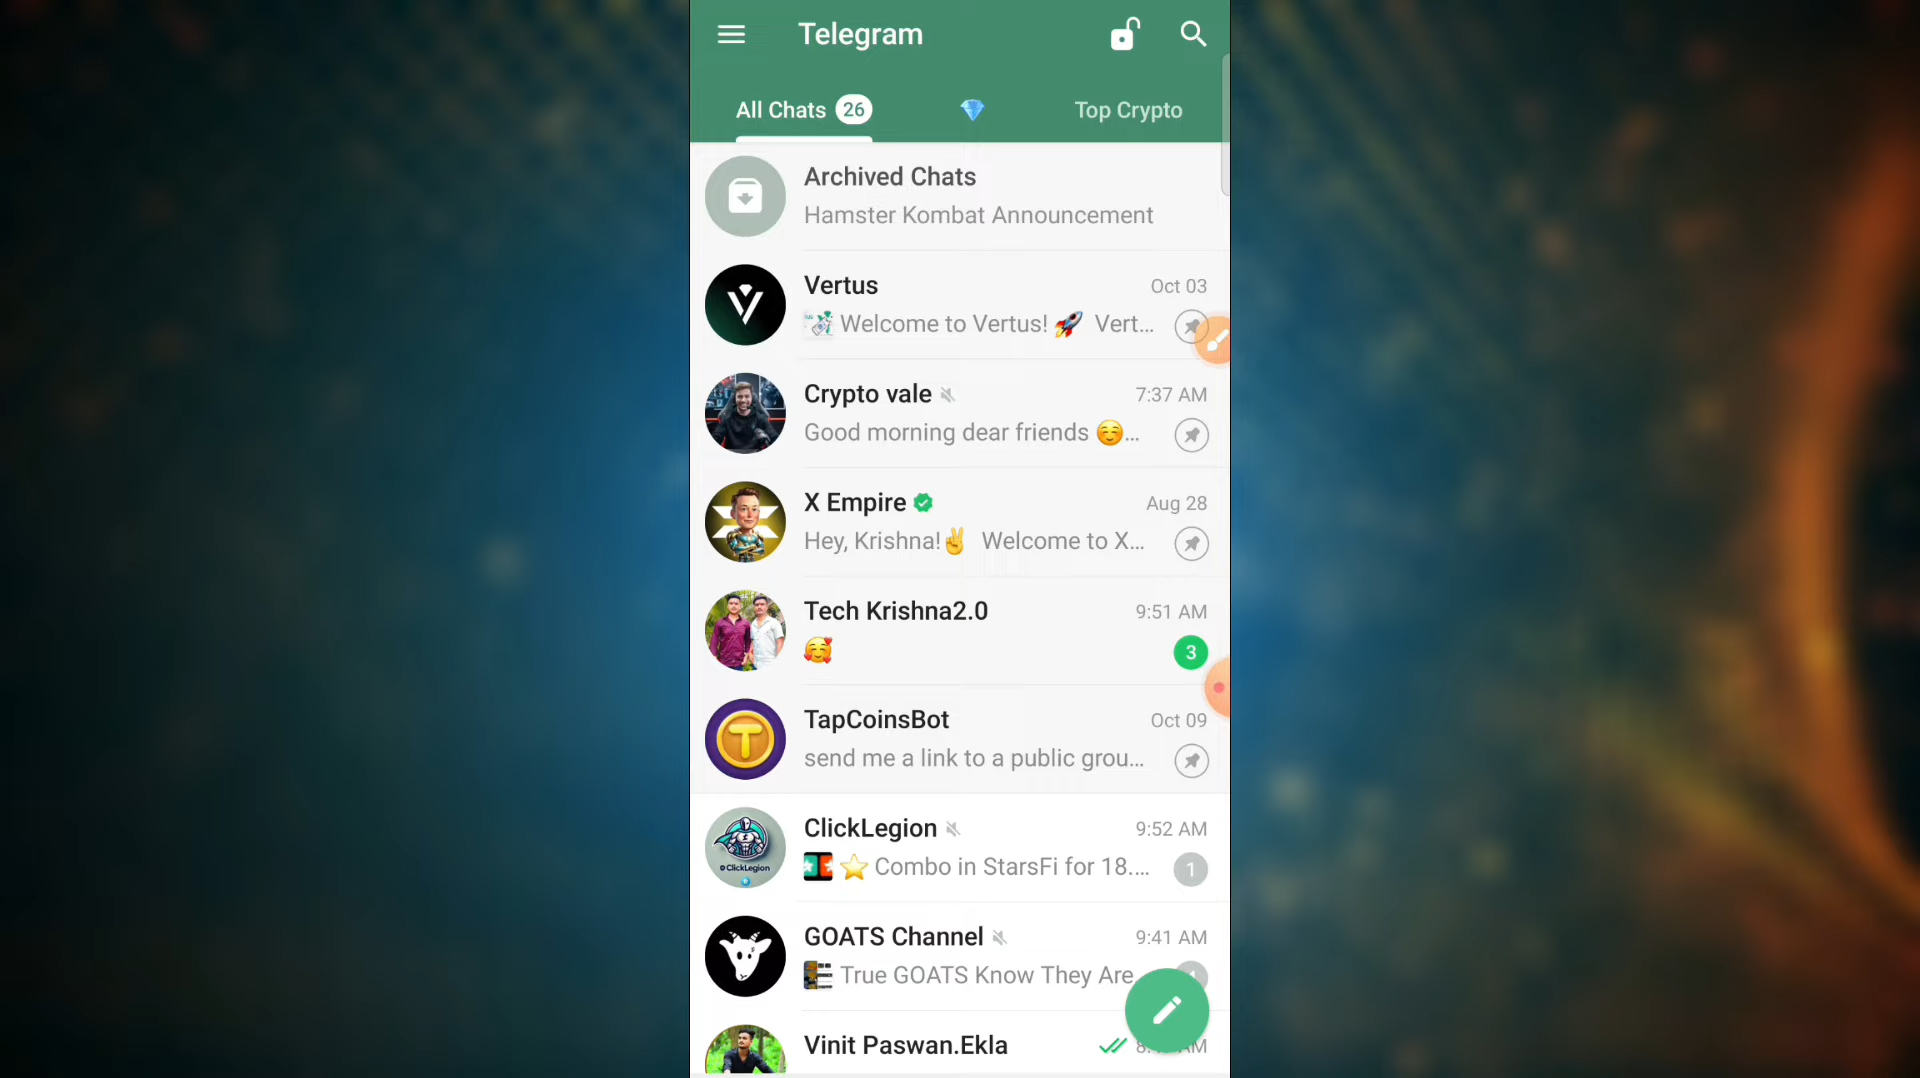 Telegram
All Chats 26
Top Crypto
Archived Chats
Hamster Kombat Announcement
Vertus Oct 03
Welcome to Vertus! 🚀 Vert...
Crypto vale 7:37 AM
Good morning dear friends ☺️...
X Empire Aug 28
Hey, Krishna!✌️ Welcome to X...
Tech Krishna2.0 9:51 AM
🥰 3
TapCoinsBot Oct 09
send me a link to a public grou...
ClickLegion 9:52 AM
ClickLegion
⭐ Combo in StarsFi for 18.... 1
GOATS Channel 9:41 AM
True GOATS Know They Are
Vinit Paswan.Ekla